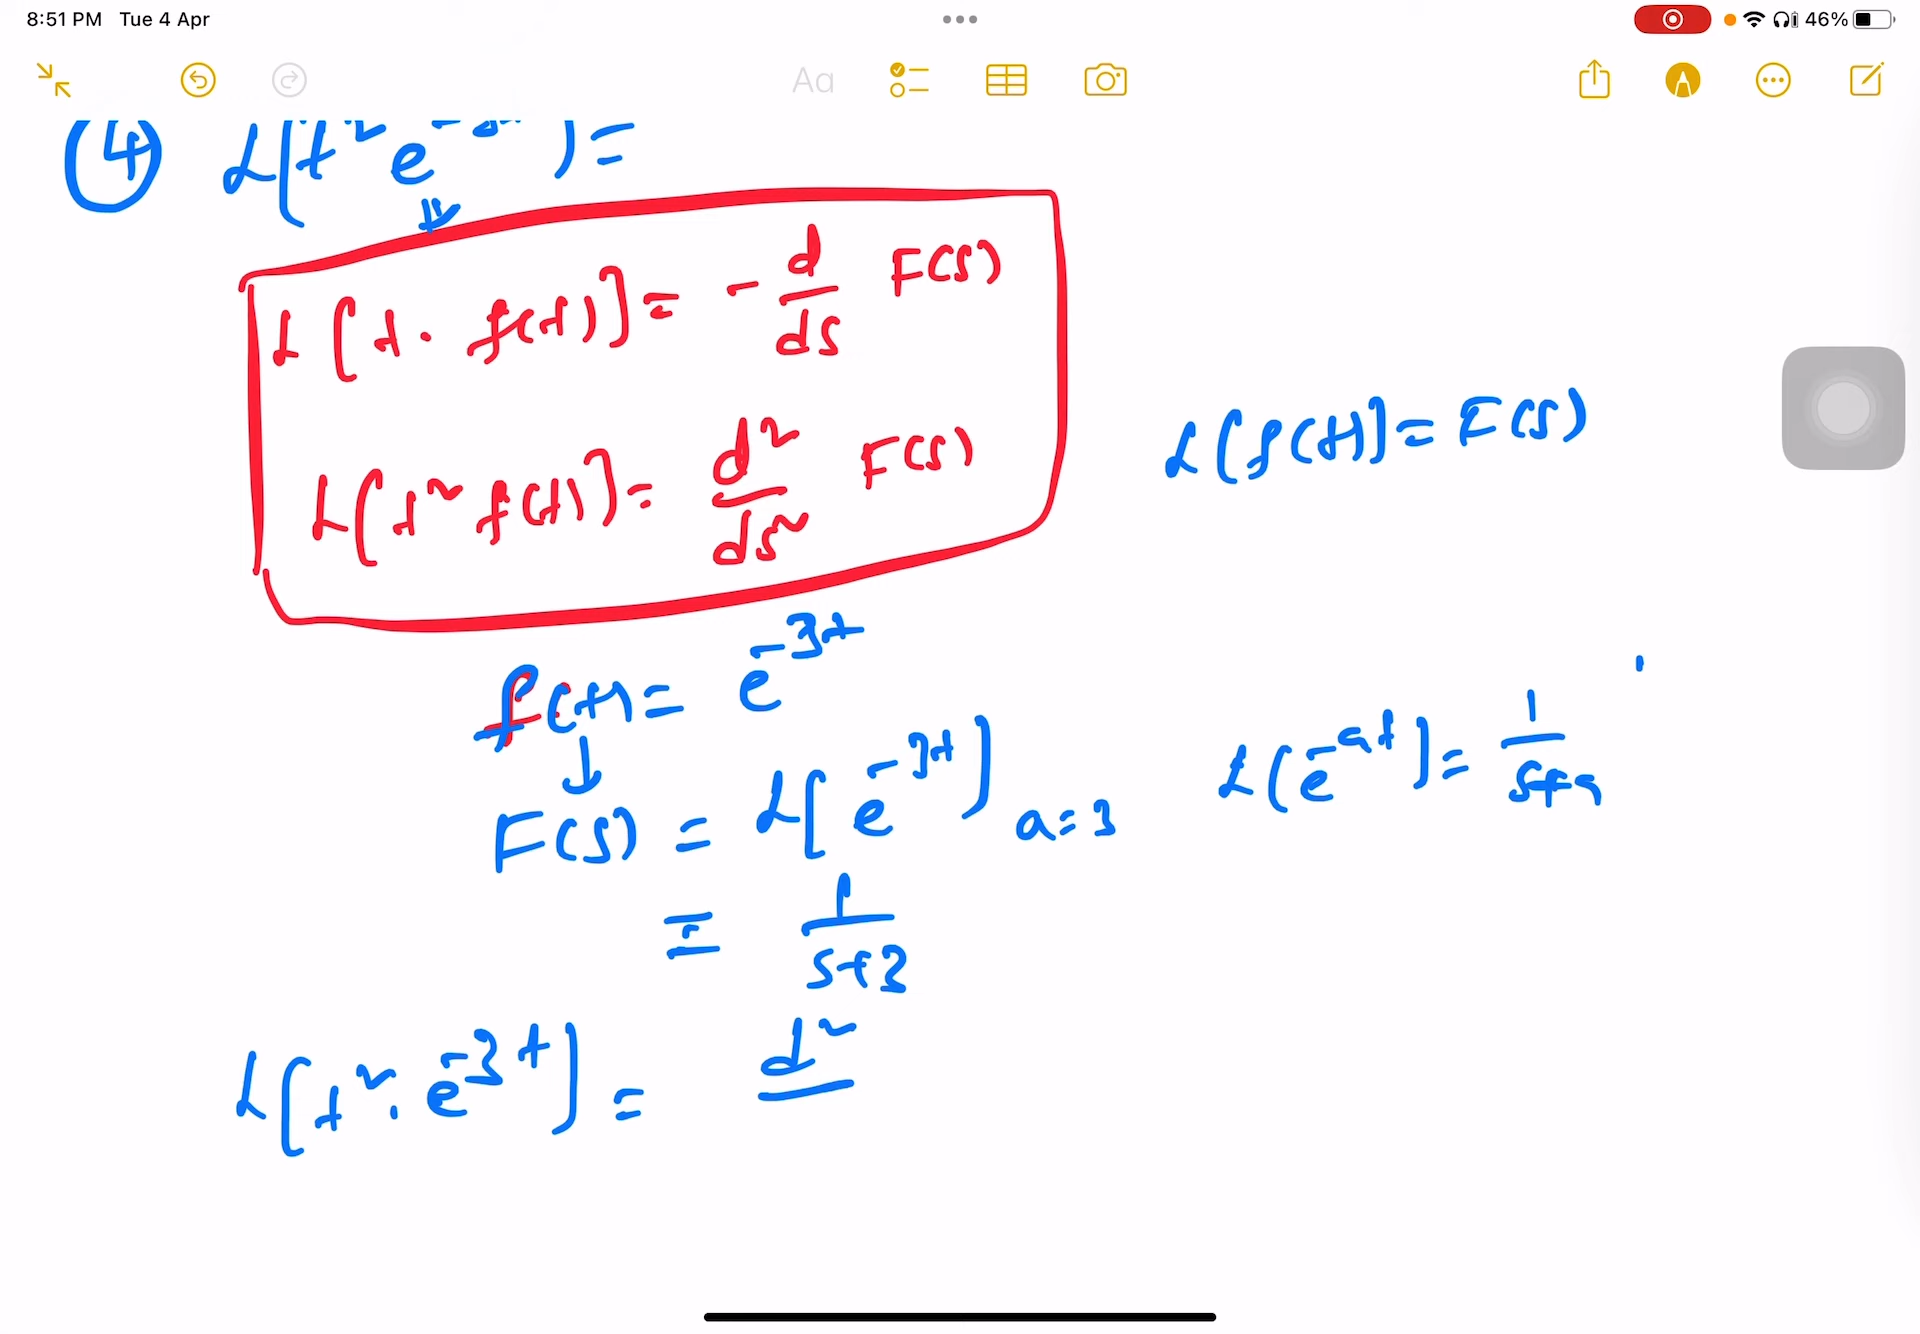 8:51 PM Tue 4 Apr
46%
Aa
④ L[t² e^-3t] =
L[t. f(t)] = - d/ds F(S)
L[f(t)] = F(S)
L[t² f(t)] = d²/ds² F(S)
f(t) = e^-3t
L[e^-at] = 1/s+a
F(S) = L[e^-3t] a=3
= 1/s+3
L[t². e^-3t] = d²